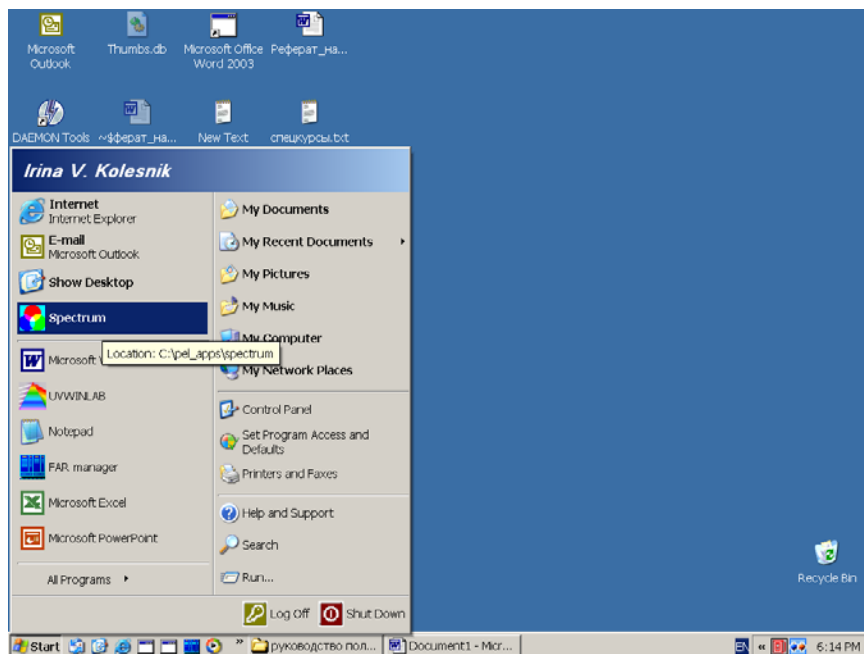 Microsoft Outlook
Thumbs.db
Microsoft Office Word 2003
Реферат_на...
DAEMON Tools
~$ферат_на...
New Text
спецкурсы.txt
Irina V. Kolesnik
Internet
Internet Explorer
E-mail
Microsoft Outlook
Show Desktop
Spectrum
Location: C:\pel_apps\spectrum
Microsoft
UVWINLAB
Notepad
FAR manager
Microsoft Excel
Microsoft PowerPoint
All Programs
My Documents
My Recent Documents
My Pictures
My Music
My Computer
My Network Places
Control Panel
Set Program Access and
Defaults
Printers and Faxes
Help and Support
Search
Run...
Log Off
Shut Down
Recycle Bin
Start
»
руководство пол...
Document1 - Micr...
EN
«
6:14 PM